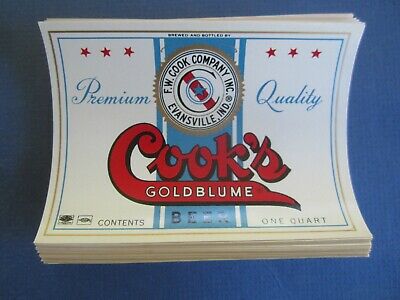 BREWED AND BOTTLED BY
★ ★ ★ ★ ★ ★
F.W. COOK COMPANY, INC.
EVANSVILLE, IND.
Premium Quality
Cook's
GOLDBLUME
BEER
CONTENTS ONE QUART